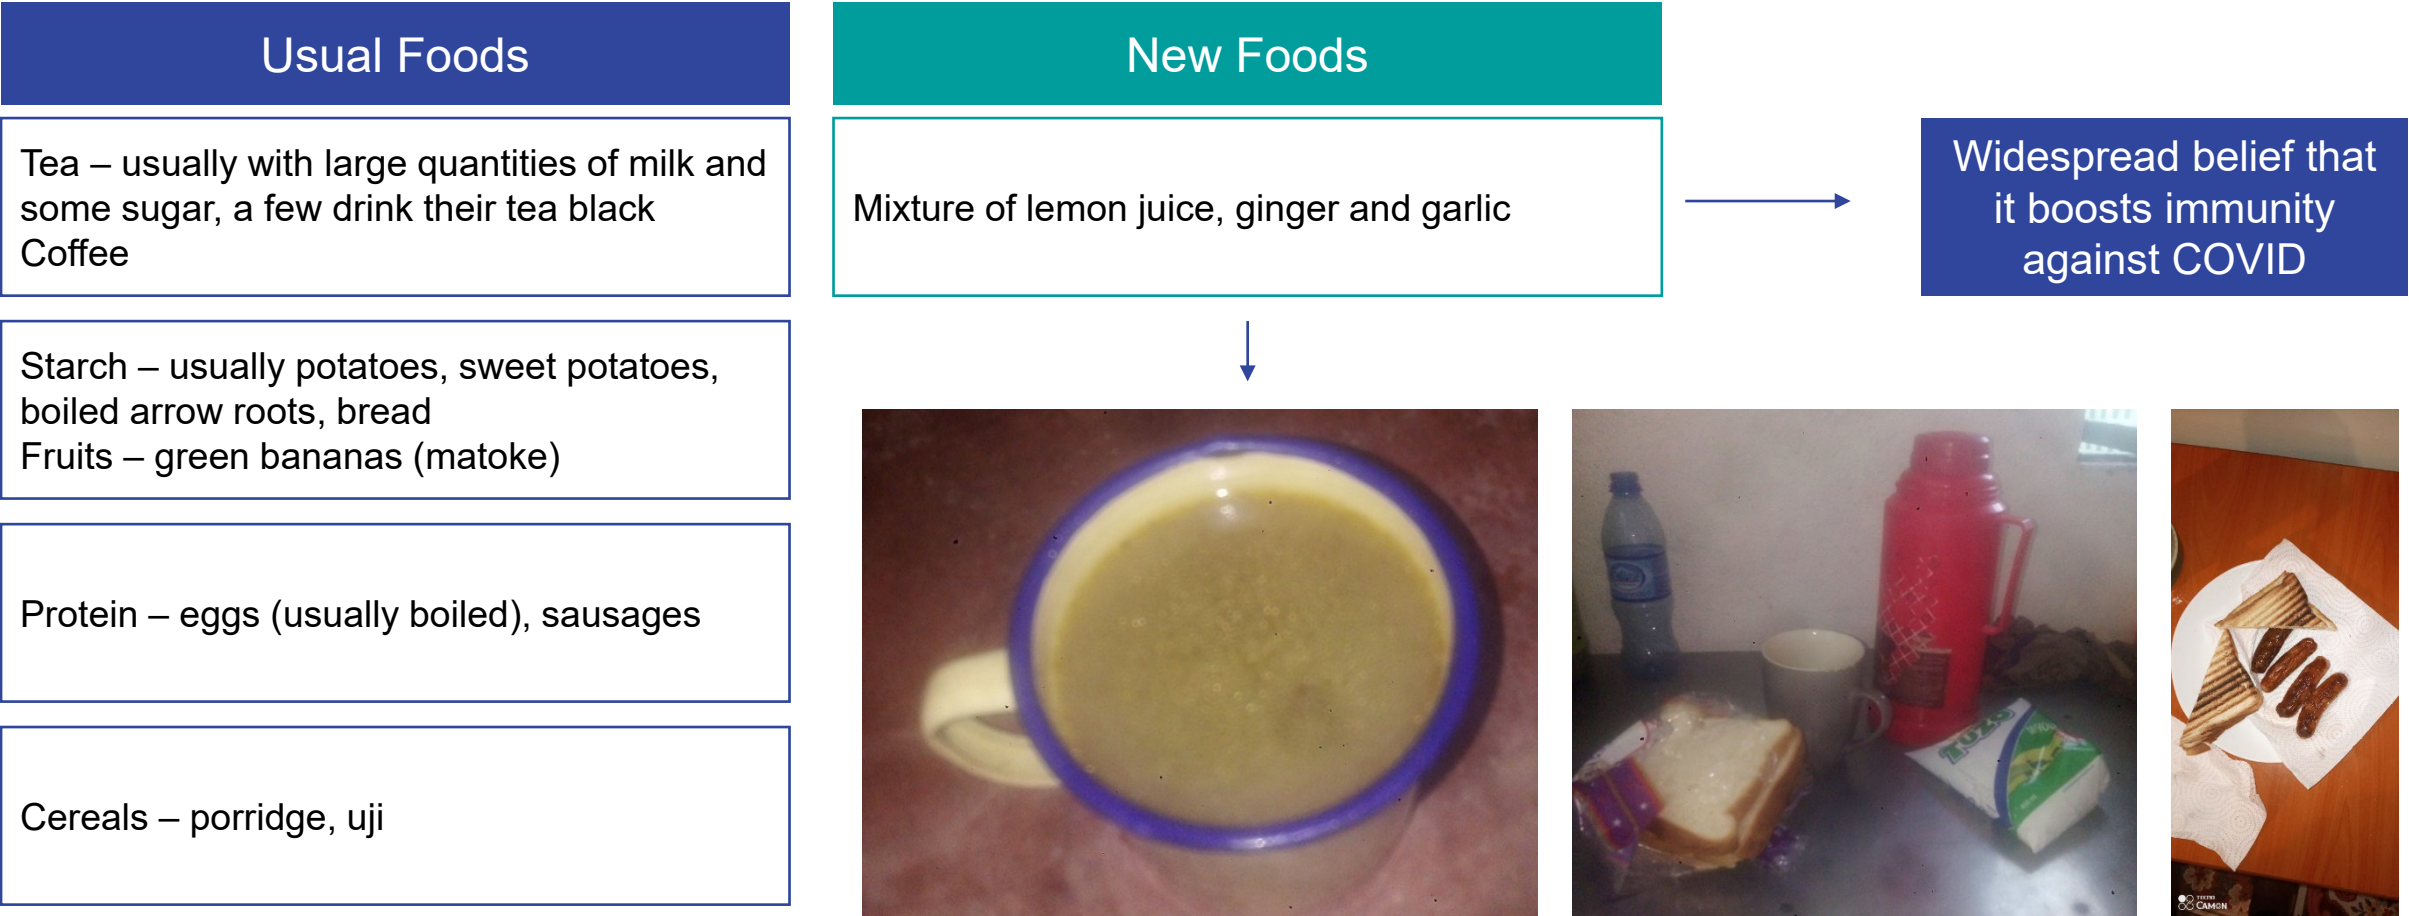 Usual Foods
New Foods
Tea – usually with large quantities of milk and
some sugar, a few drink their tea black
Coffee
Mixture of lemon juice, ginger and garlic
Widespread belief that
it boosts immunity
against COVID
Starch – usually potatoes, sweet potatoes,
boiled arrow roots, bread
Fruits – green bananas (matoke)
Protein – eggs (usually boiled), sausages
Cereals – porridge, uji
TUZO
TECNO
CAMON